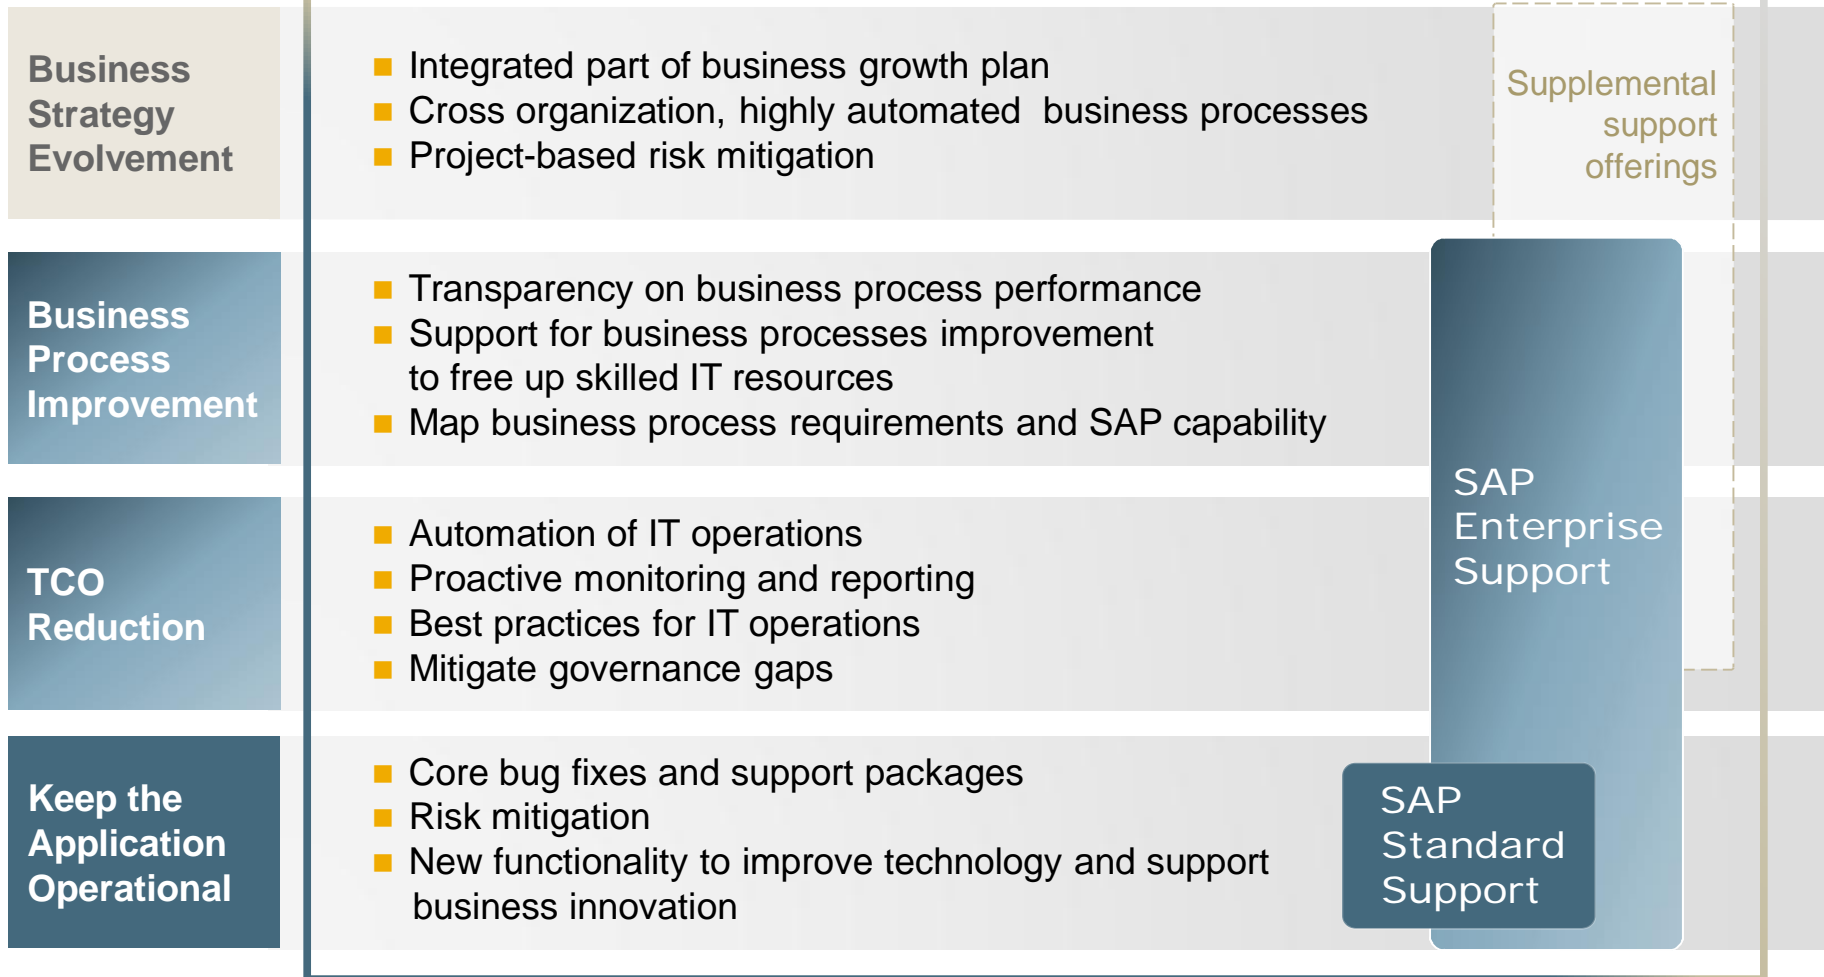 Business
Strategy
Evolvement
Integrated part of business growth plan
Cross organization, highly automated business processes
Project-based risk mitigation
Supplemental
support
offerings
Business
Process
Improvement
Transparency on business process performance
Support for business processes improvement
to free up skilled IT resources
Map business process requirements and SAP capability
SAP
Enterprise
Support
TCO
Reduction
Automation of IT operations
Proactive monitoring and reporting
Best practices for IT operations
Mitigate governance gaps
Keep the
Application
Operational
Core bug fixes and support packages
Risk mitigation
New functionality to improve technology and support
business innovation
SAP
Standard
Support